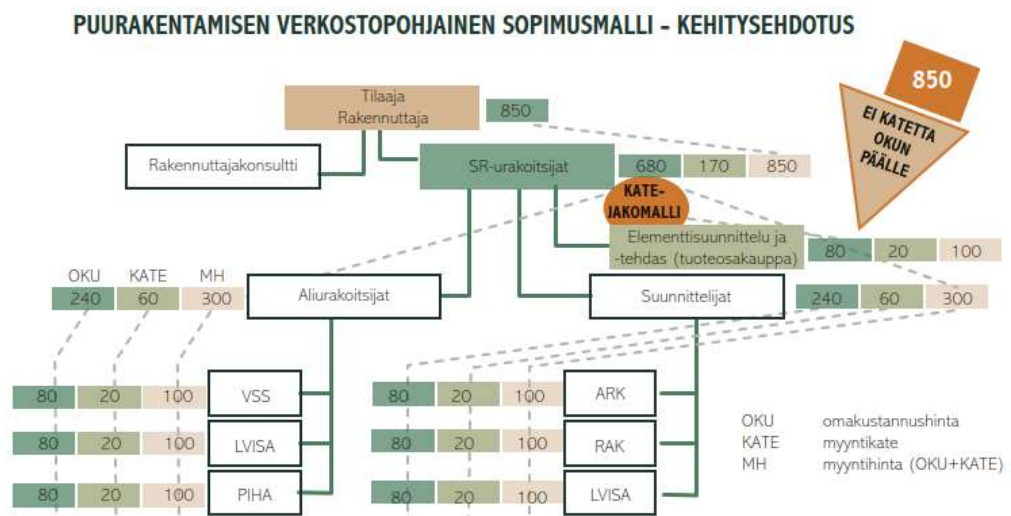 PUURAKENTAMISEN VERKOSTOPOHJAINEN SOPIMUSMALLI – KEHITYSEHDOTUS
850
EI KATETTA
OKUN
PÄÄLLE
Tilaaja
Rakennuttaja
850
Rakennuttajakonsultti
SR-urakoitsijat
680 170 850
KATE-
JAKOMALLI
Elementtisuunnittelu ja
-tehdas (tuoteosakauppa)
80 20 100
OKU KATE MH
240 60 300
Aliurakoitsijat
Suunnittelijat
240 60 300
80 20 100 VSS
80 20 100 ARK
80 20 100 LVISA
80 20 100 RAK
80 20 100 PIHA
80 20 100 LVISA
OKU omakustannushinta
KATE myyntikate
MH myyntihinta (OKU+KATE)